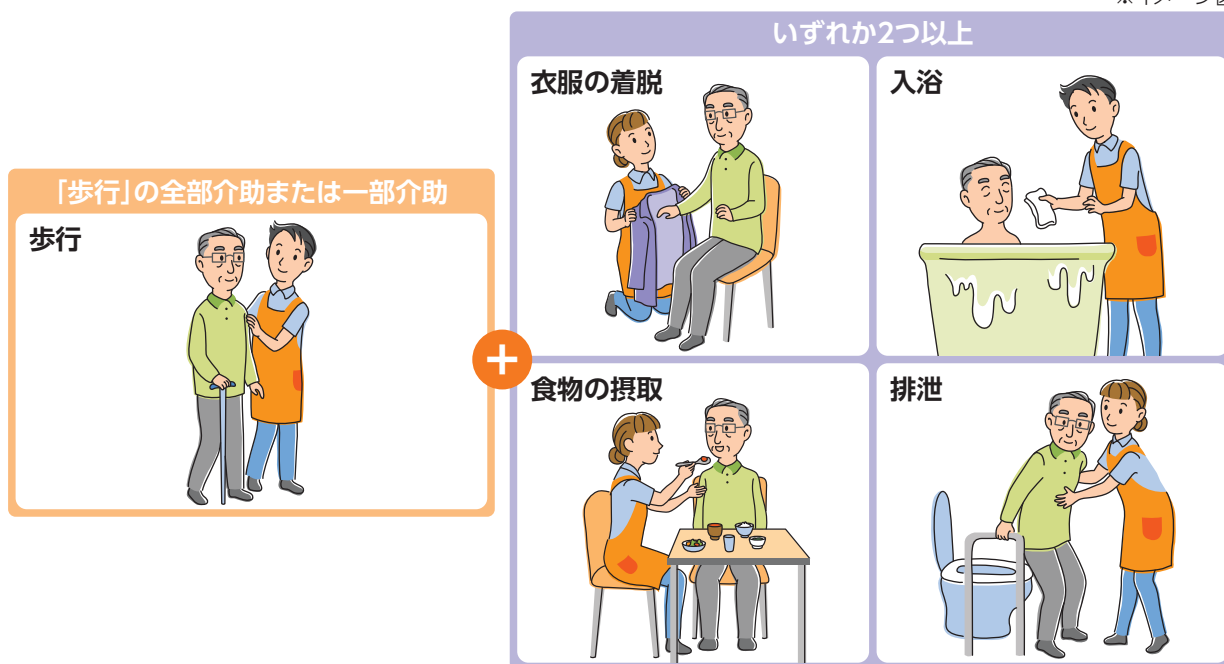 いずれか2つ以上
「歩行」の全部介助または一部介助
歩行
+
衣服の着脱
入浴
食物の摂取
排泄